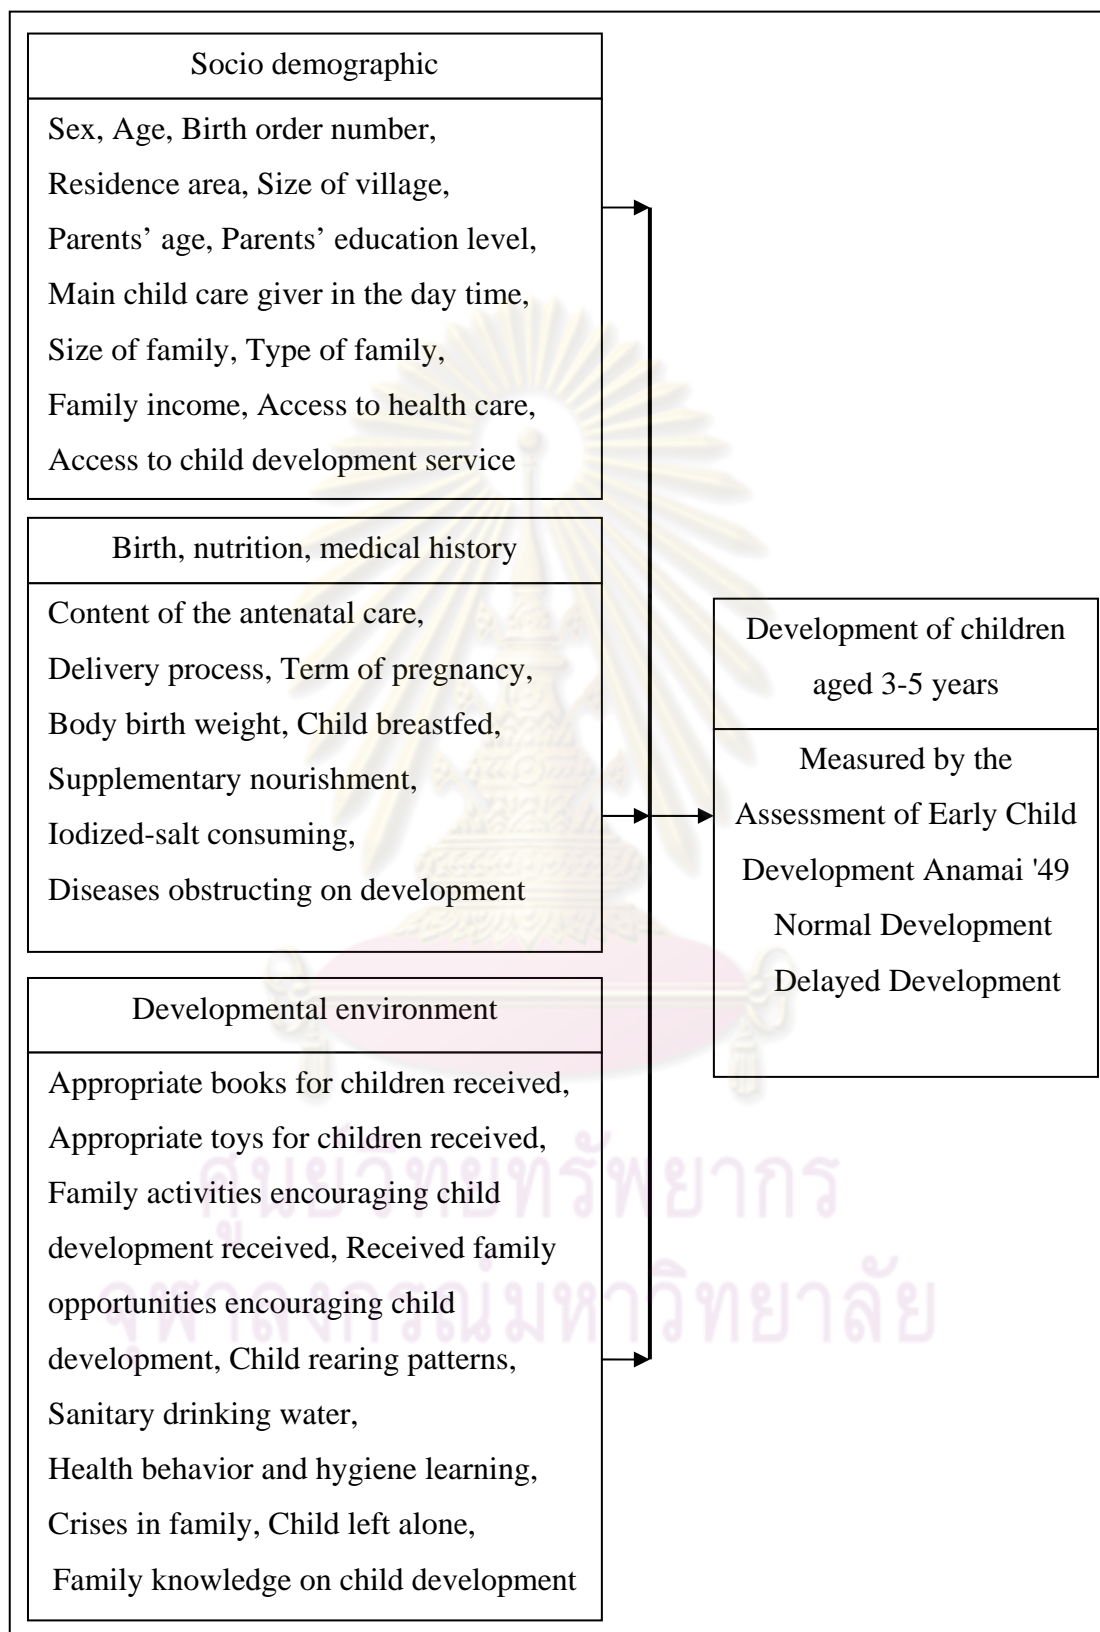 Socio demographic
Sex, Age, Birth order number,
Residence area, Size of village,
Parents’ age, Parents’ education level,
Main child care giver in the day time,
Size of family, Type of family,
Family income, Access to health care,
Access to child development service
Birth, nutrition, medical history
Content of the antenatal care,
Delivery process, Term of pregnancy,
Body birth weight, Child breastfed,
Supplementary nourishment,
Iodized-salt consuming,
Diseases obstructing on development
Developmental environment
Appropriate books for children received,
Appropriate toys for children received,
Family activities encouraging child
development received, Received family
opportunities encouraging child
development, Child rearing patterns,
Sanitary drinking water,
Health behavior and hygiene learning,
Crises in family, Child left alone,
Family knowledge on child development
Development of children
aged 3-5 years
Measured by the
Assessment of Early Child
Development Anamai '49
Normal Development
Delayed Development
ศูนย์วิทยทรัพยากร
จุฬาลงกรณ์มหาวิทยาลัย